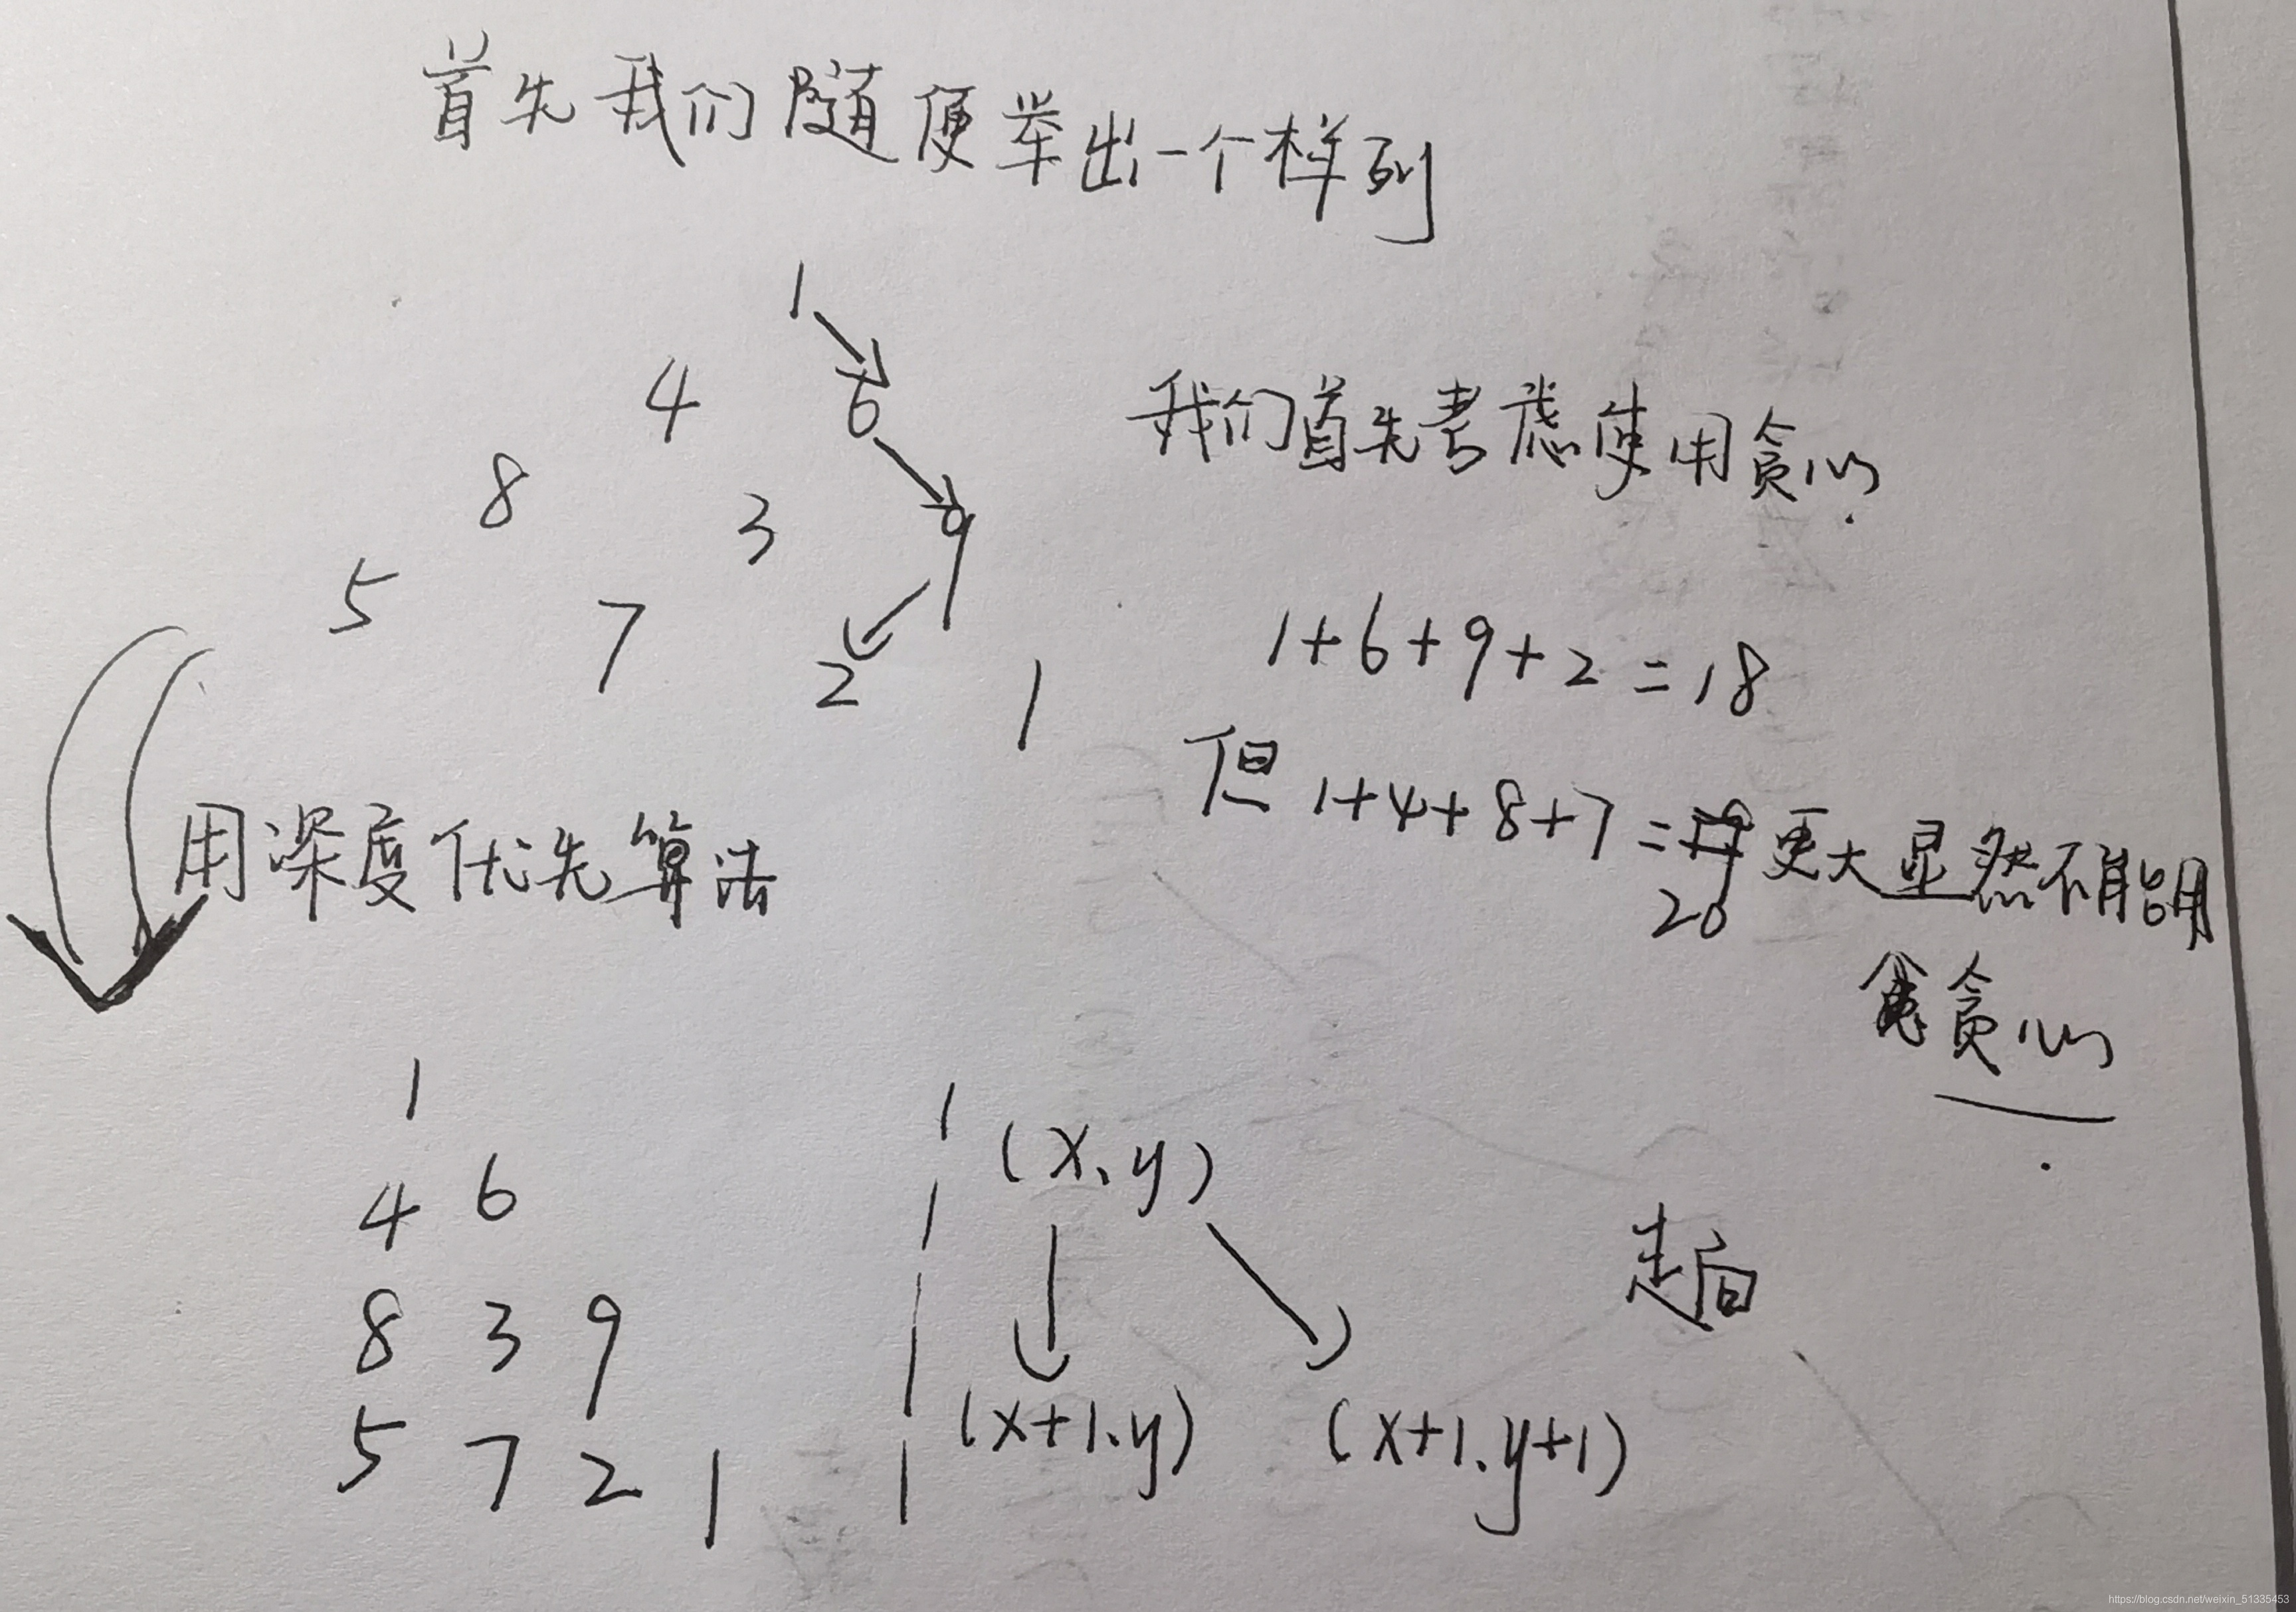 首先我们随便举出一个样列
1
4 6
我们首先考虑使用贪心.
8 3 9
5 7 2 1
1+6+9+2=18
但 1+4+8+7=20 更大显然不能用
贪心
用深度优先算法
1
4 6
8 3 9
5 7 2 1
(x、y)
走向
(x+1、y) (x+1、y+1)
https://blog.csdn.net/weixin_51335453